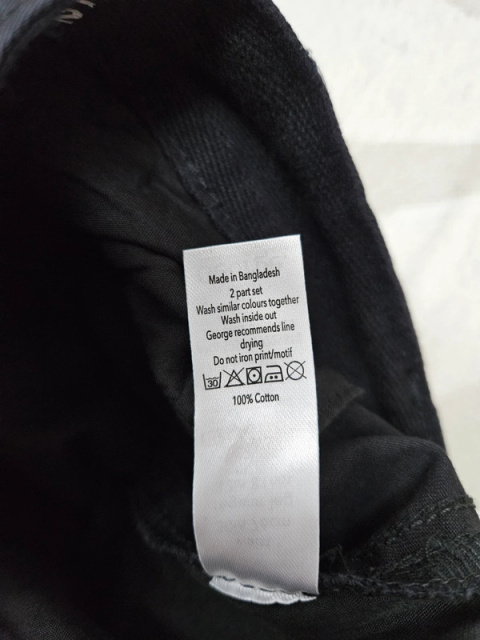 Made in Bangladesh
2 part set
Wash similar colours together
Wash inside out
George recommends line
drying
Do not iron print/motif
30
100% Cotton